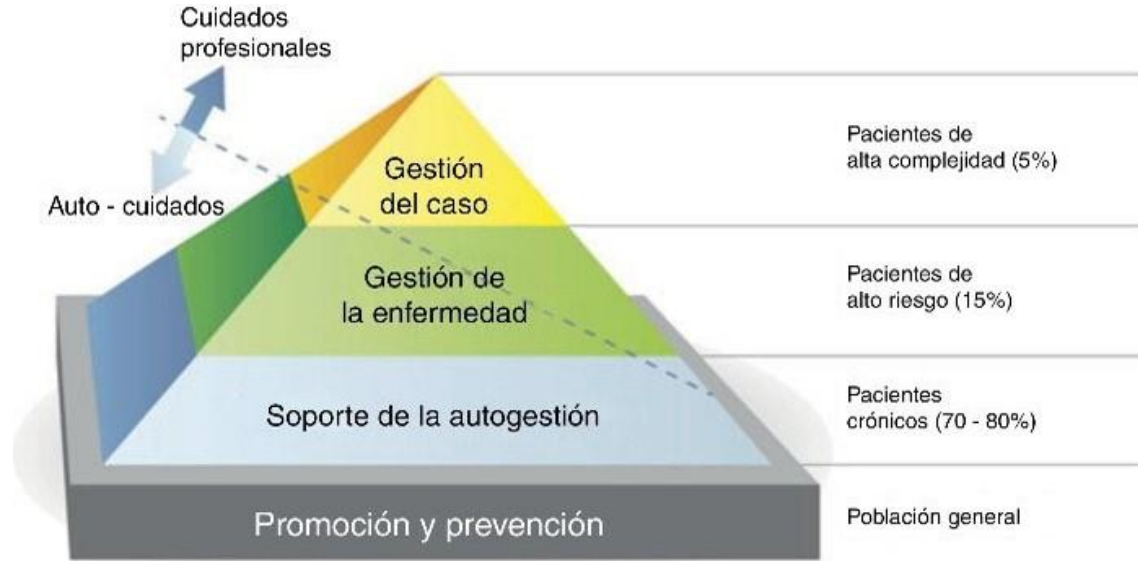 Cuidados
profesionales
Auto - cuidados
Gestión
del caso
Gestión de
la enfermedad
Soporte de la autogestión
Promoción y prevención
Pacientes de
alta complejidad (5%)
Pacientes de
alto riesgo (15%)
Pacientes
crónicos (70 - 80%)
Población general